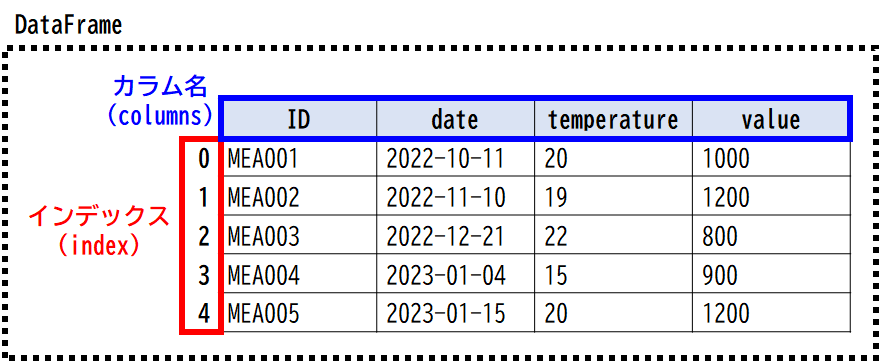 DataFrame
カラム名
(columns)
ID date temperature value
0 MEA001 2022-10-11 20 1000
1 MEA002 2022-11-10 19 1200
インデックス
(index)
2 MEA003 2022-12-21 22 800
3 MEA004 2023-01-04 15 900
4 MEA005 2023-01-15 20 1200